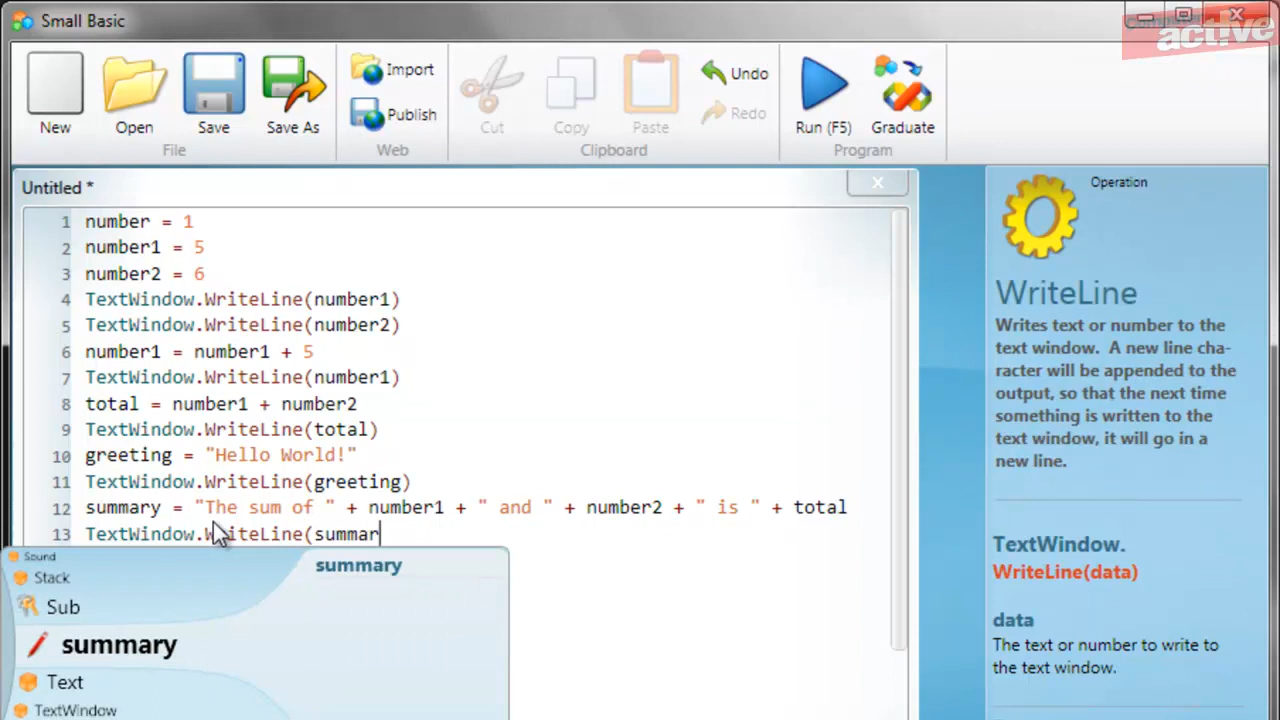 Small Basic
active
New
Open
Save
Save As
File
Import
Publish
Web
Cut
Copy
Paste
Undo
Redo
Clipboard
Run (F5)
Graduate
Program
Untitled *
1 number = 1
2 number1 = 5
3 number2 = 6
4 TextWindow.WriteLine(number1)
5 TextWindow.WriteLine(number2)
6 number1 = number1 + 5
7 TextWindow.WriteLine(number1)
8 total = number1 + number2
9 TextWindow.WriteLine(total)
10 greeting = "Hello World!"
11 TextWindow.WriteLine(greeting)
12 summary = "The sum of " + number1 + " and " + number2 + " is " + total
13 TextWindow.WriteLine(summar
Sound
Stack
Sub
summary
Text
TextWindow
summary
Operation
WriteLine
Writes text or number to the
text window. A new line cha-
racter will be appended to the
output, so that the next time
something is written to the
text window, it will go in a
new line.
TextWindow.
WriteLine(data)
data
The text or number to write to
the text window.